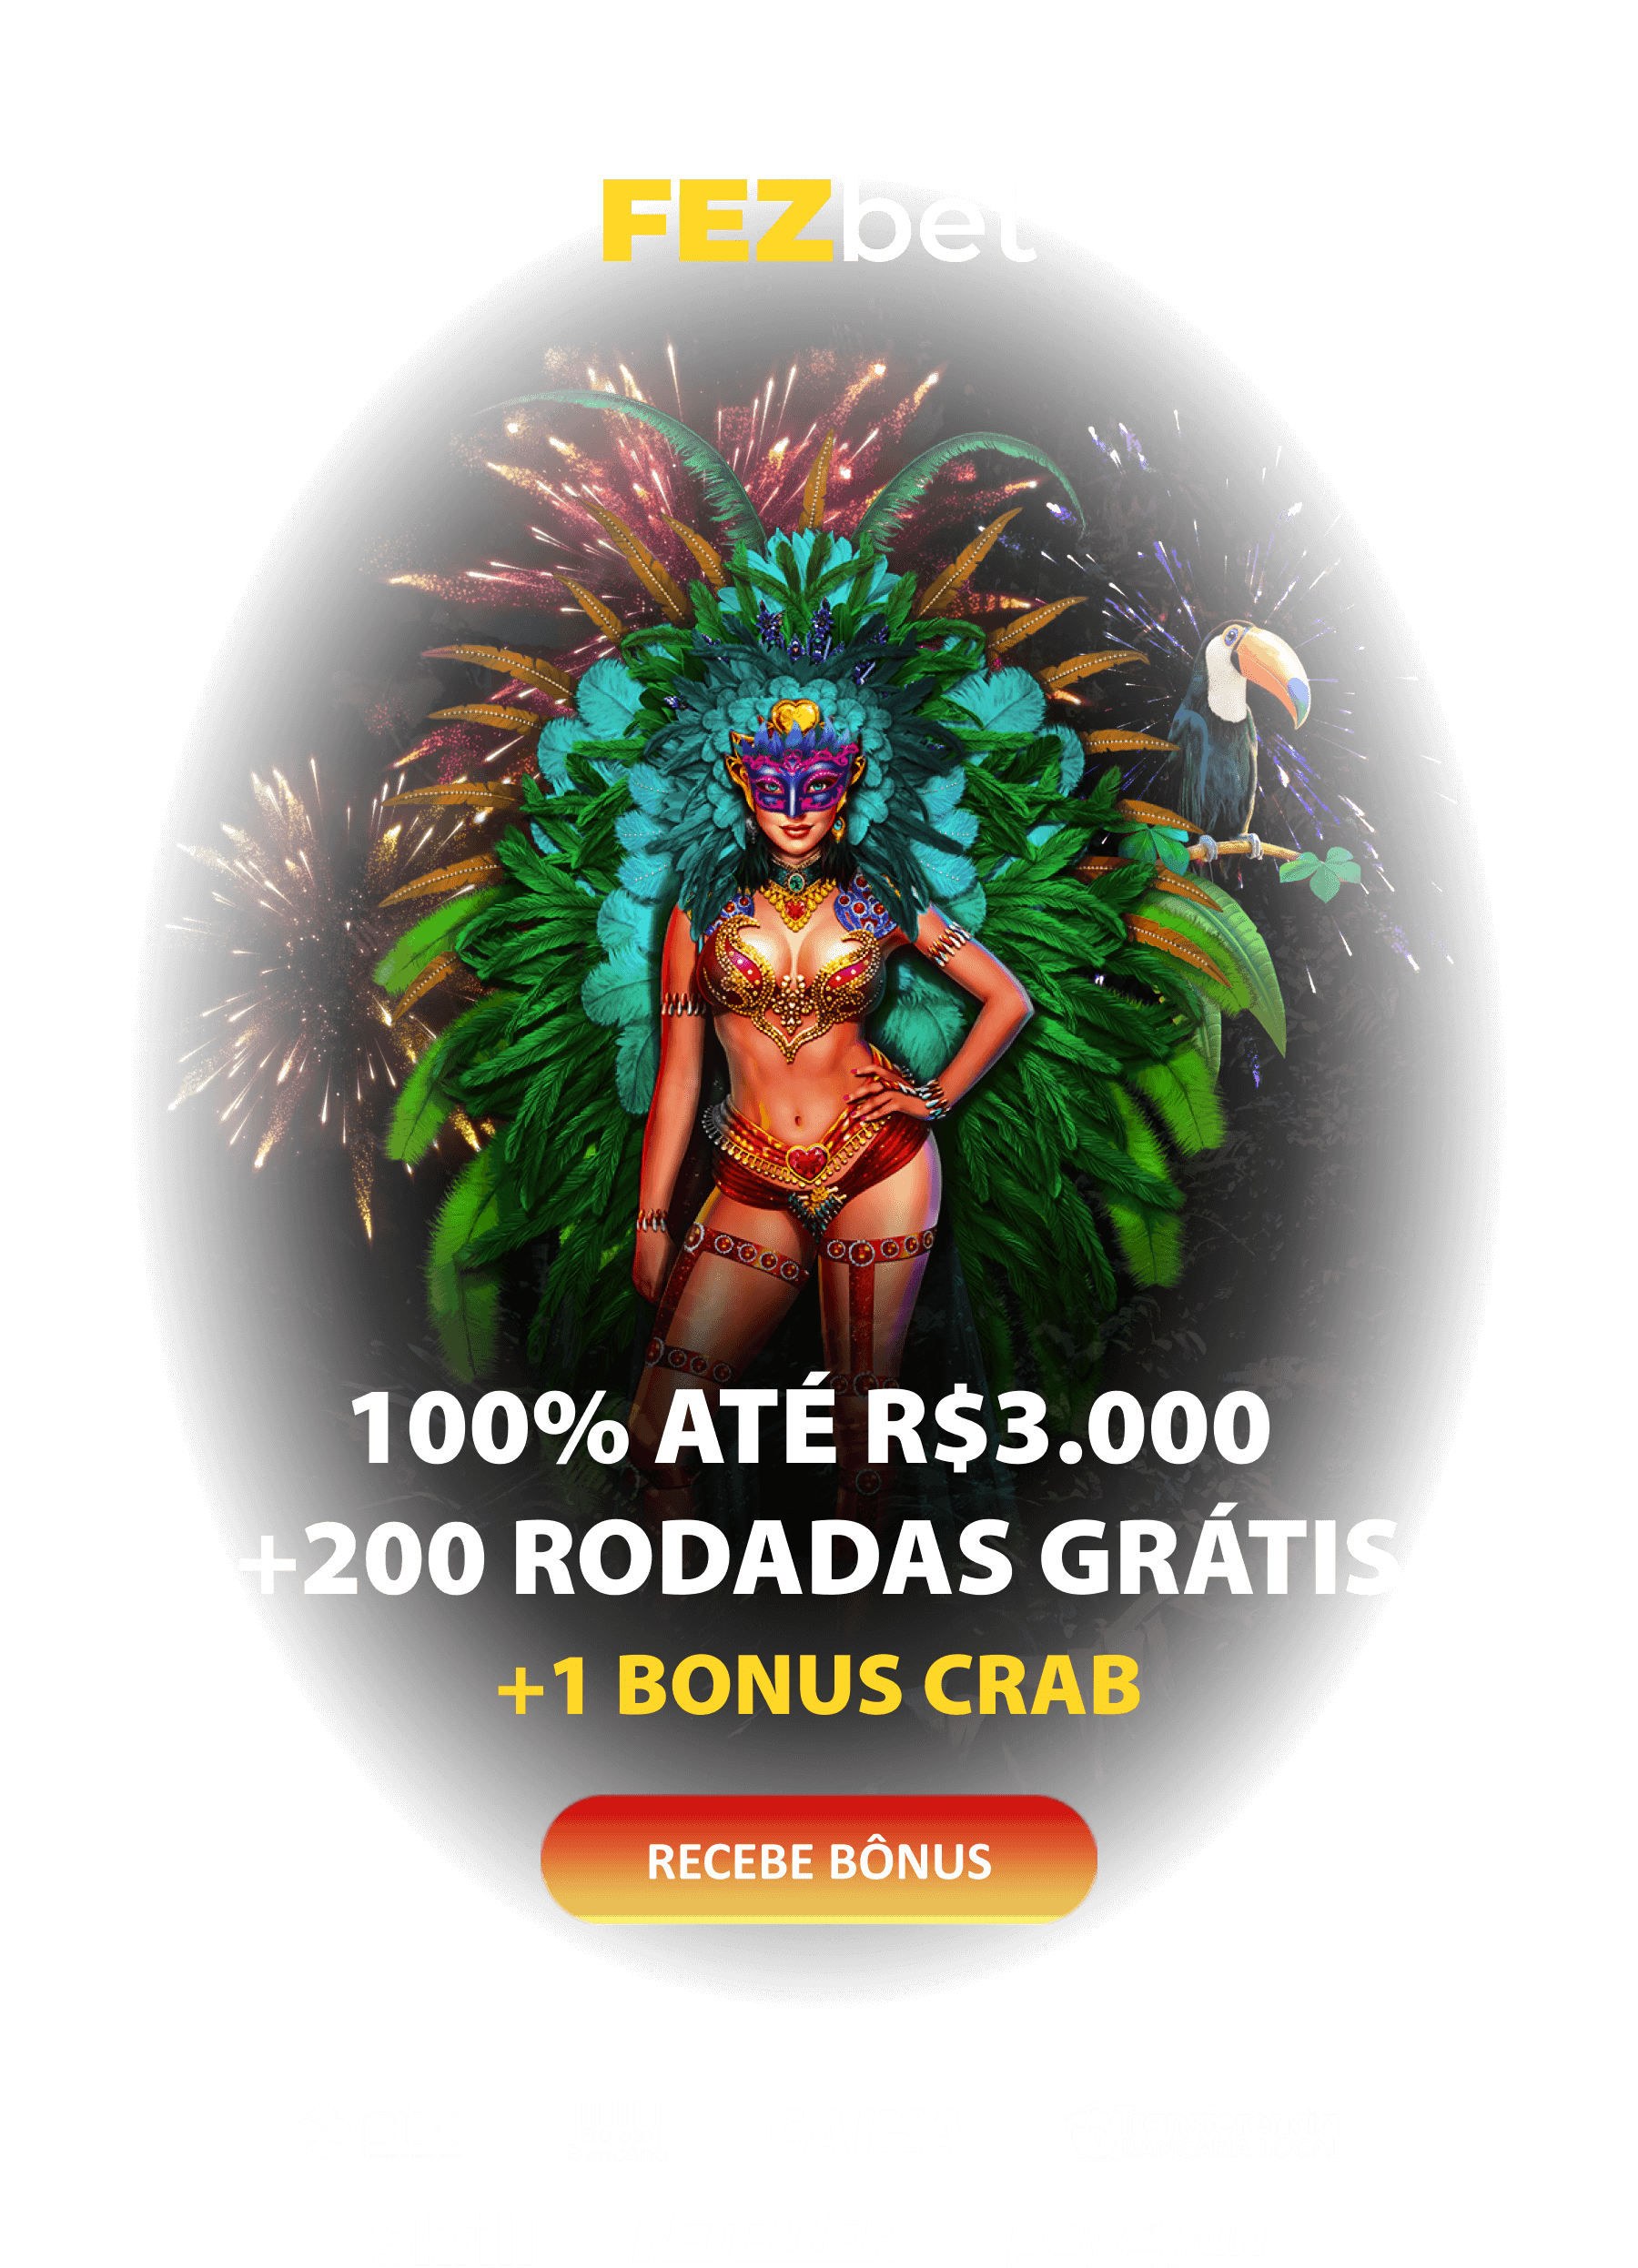 FEZbet
100% ATÉ R$3.000
+200 RODADAS GRÁTIS
+1 BONUS CRAB
RECEBE BÔNUS